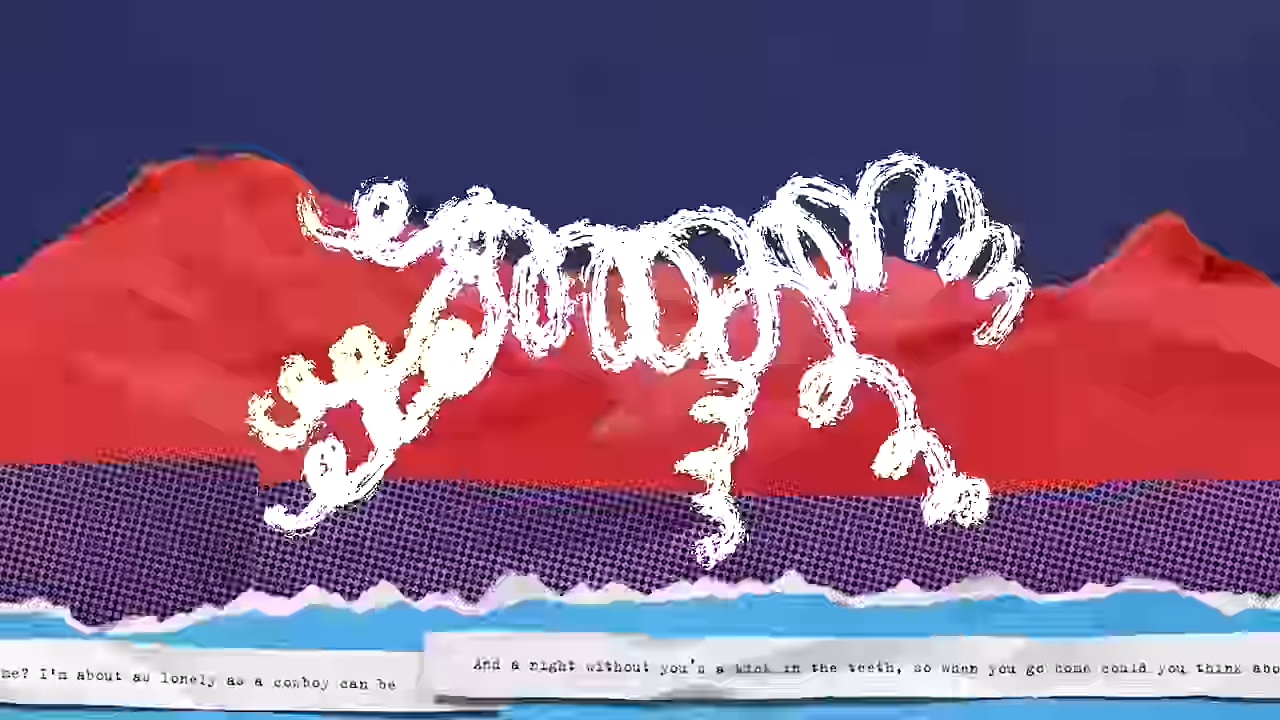 me? I'm about as lonely as a cowboy can be
And a night without you's a kick in the teeth, so when you go home could you think abo